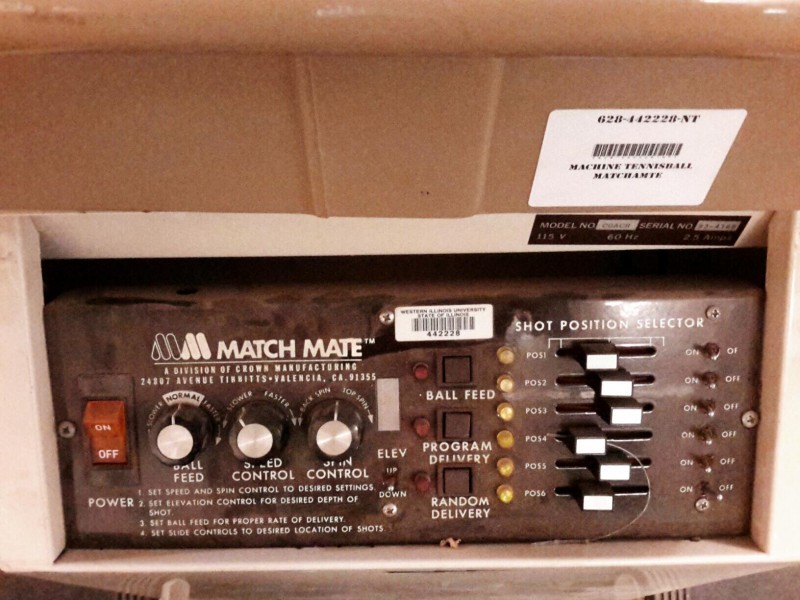 628-442228-NT
MACHINE TENNISBALL
MATCHAMTE
MODEL NO. COACH SERIAL NO.
115 V 60 Hz 2.5 Amps
WESTERN ILLINOIS UNIVERSITY
STATE OF ILLINOIS
442228
MATCH MATE™
A DIVISION OF CROWN MANUFACTURING
24807 AVENUE TIBBITTS • VALENCIA, CA. 91355
ON
OFF
POWER
SLOWER NORMAL FASTER
BALL
FEED
SLOWER FASTER
SPEED
CONTROL
BACK SPIN TOP SPIN
SPIN
CONTROL
ELEV
UP
DOWN
1. SET SPEED AND SPIN CONTROL TO DESIRED SETTINGS.
2. SET ELEVATION CONTROL FOR DESIRED DEPTH OF
SHOT.
3. SET BALL FEED FOR PROPER RATE OF DELIVERY.
4. SET SLIDE CONTROLS TO DESIRED LOCATION OF SHOTS.
BALL FEED
PROGRAM
DELIVERY
RANDOM
DELIVERY
SHOT POSITION SELECTOR
POS1 ON OF
POS2 ON OFF
POS3 ON OFF
POS4 ON OFF
POS5 ON OFF
POS6 ON OFF